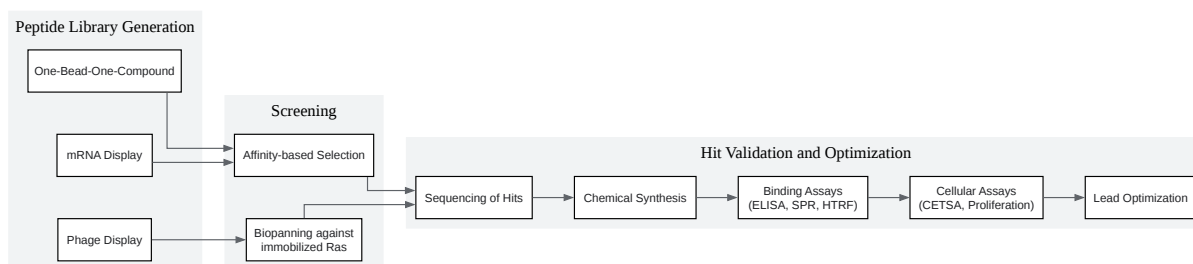 Peptide Library Generation
One-Bead-One-Compound
mRNA Display
Phage Display
Screening
Affinity-based Selection
Biopanning against
immobilized Ras
Hit Validation and Optimization
Sequencing of Hits
Chemical Synthesis
Binding Assays
(ELISA, SPR, HTRF)
Cellular Assays
(CETSA, Proliferation)
Lead Optimization